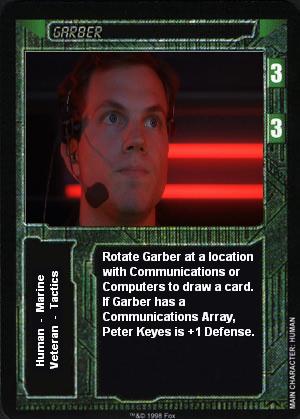 GARBER
3
3
Rotate Garber at a location
with Communications or
Computers to draw a card.
If Garber has a
Communications Array,
Peter Keyes is +1 Defense.
Human - Marine
Veteran - Tactics
MAIN CHARACTER: HUMAN
™&© 1998 Fox